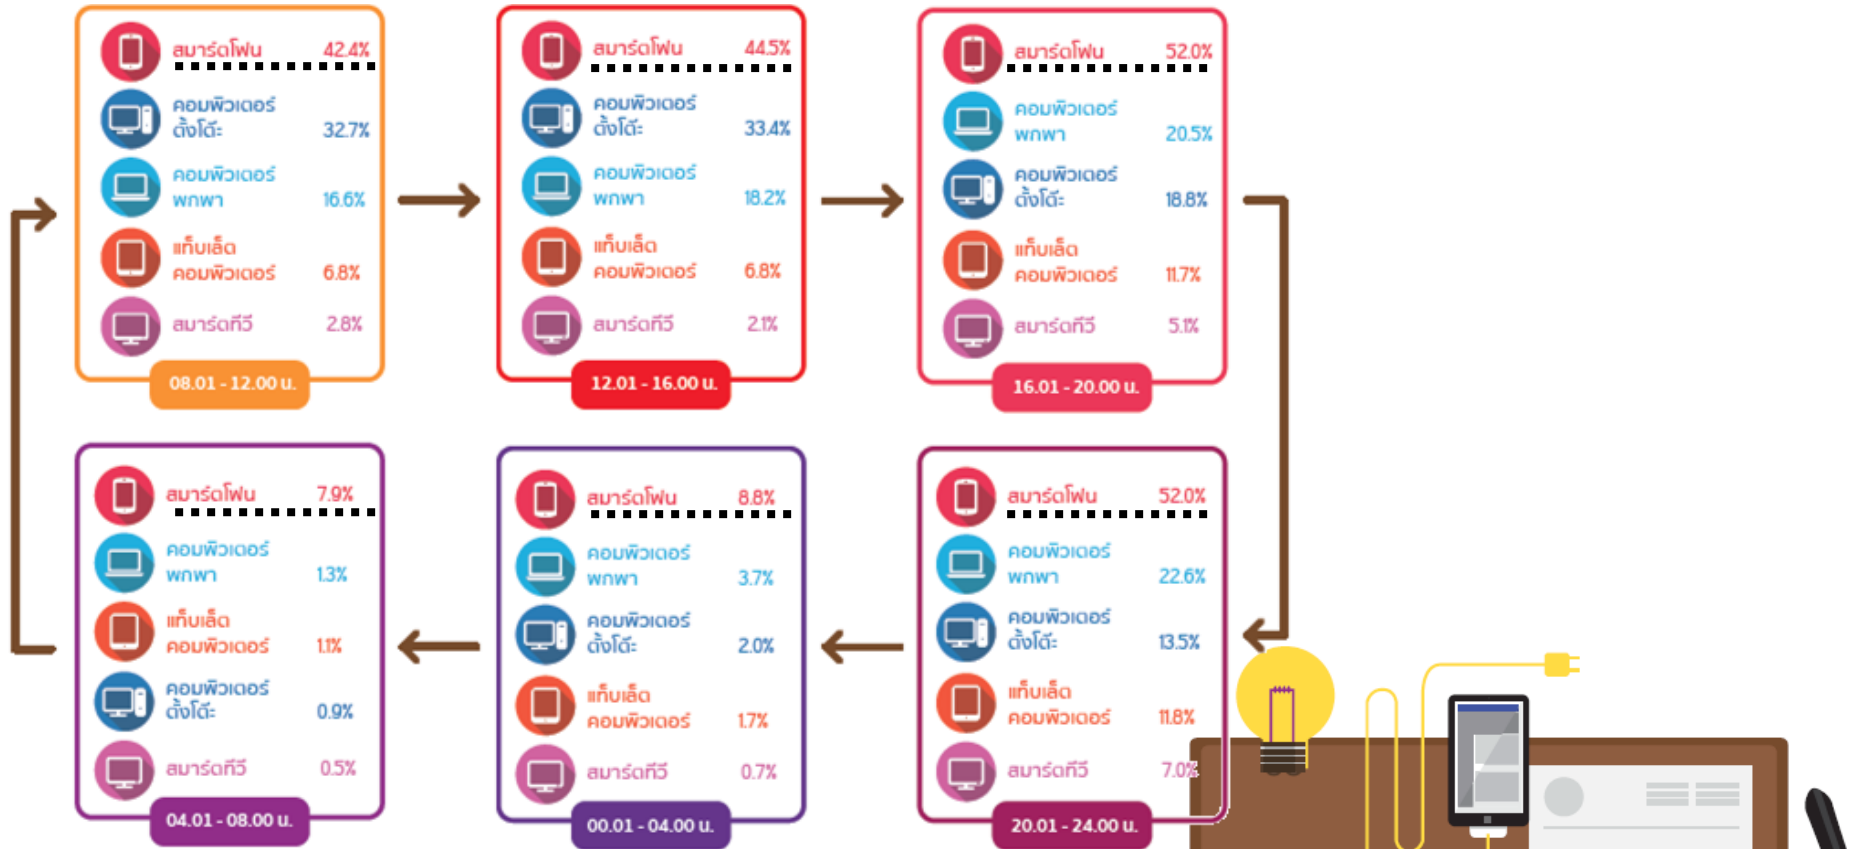 สมาร์ตโฟน 42.4%
คอมพิวเตอร์
ตั้งโต๊ะ 32.7%
คอมพิวเตอร์
พกพา 16.6%
แท็บเล็ต
คอมพิวเตอร์ 6.8%
สมาร์ตทีวี 2.8%
08.01 - 12.00 น.
สมาร์ตโฟน 44.5%
คอมพิวเตอร์
ตั้งโต๊ะ 33.4%
คอมพิวเตอร์
พกพา 18.2%
แท็บเล็ต
คอมพิวเตอร์ 6.8%
สมาร์ตทีวี 2.1%
12.01 - 16.00 น.
สมาร์ตโฟน 52.0%
คอมพิวเตอร์
พกพา 20.5%
คอมพิวเตอร์
ตั้งโต๊ะ 18.8%
แท็บเล็ต
คอมพิวเตอร์ 11.7%
สมาร์ตทีวี 5.1%
16.01 - 20.00 น.
สมาร์ตโฟน 7.9%
คอมพิวเตอร์
พกพา 1.3%
แท็บเล็ต
คอมพิวเตอร์ 1.1%
คอมพิวเตอร์
ตั้งโต๊ะ 0.9%
สมาร์ตทีวี 0.5%
04.01 - 08.00 น.
สมาร์ตโฟน 8.8%
คอมพิวเตอร์
พกพา 3.7%
คอมพิวเตอร์
ตั้งโต๊ะ 2.0%
แท็บเล็ต
คอมพิวเตอร์ 1.7%
สมาร์ตทีวี 0.7%
00.01 - 04.00 น.
สมาร์ตโฟน 52.0%
คอมพิวเตอร์
พกพา 22.6%
คอมพิวเตอร์
ตั้งโต๊ะ 13.5%
แท็บเล็ต
คอมพิวเตอร์ 11.8%
สมาร์ตทีวี 7.0%
20.01 - 24.00 น.